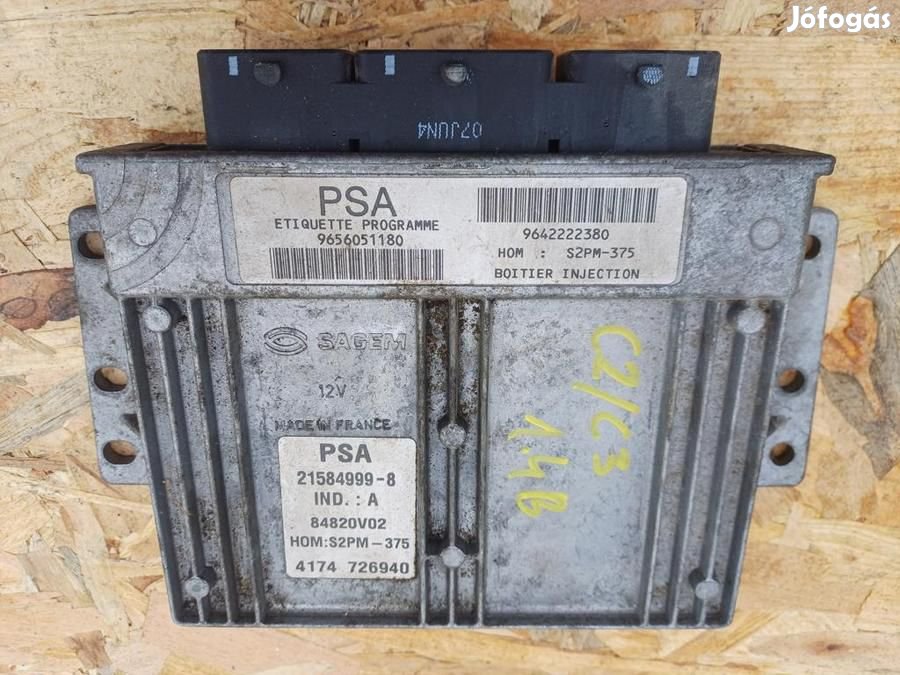 Jófogás
07JUN4
PSA
ETIQUETTE PROGRAMME
9656051180
9642222380
HOM : S2PM-375
BOITIER INJECTION
SAGEM
12V
MADE IN FRANCE
PSA
21584999-8
IND. : A
84820V02
HOM:S2PM-375
4174 726940
C2/C3
1.4B